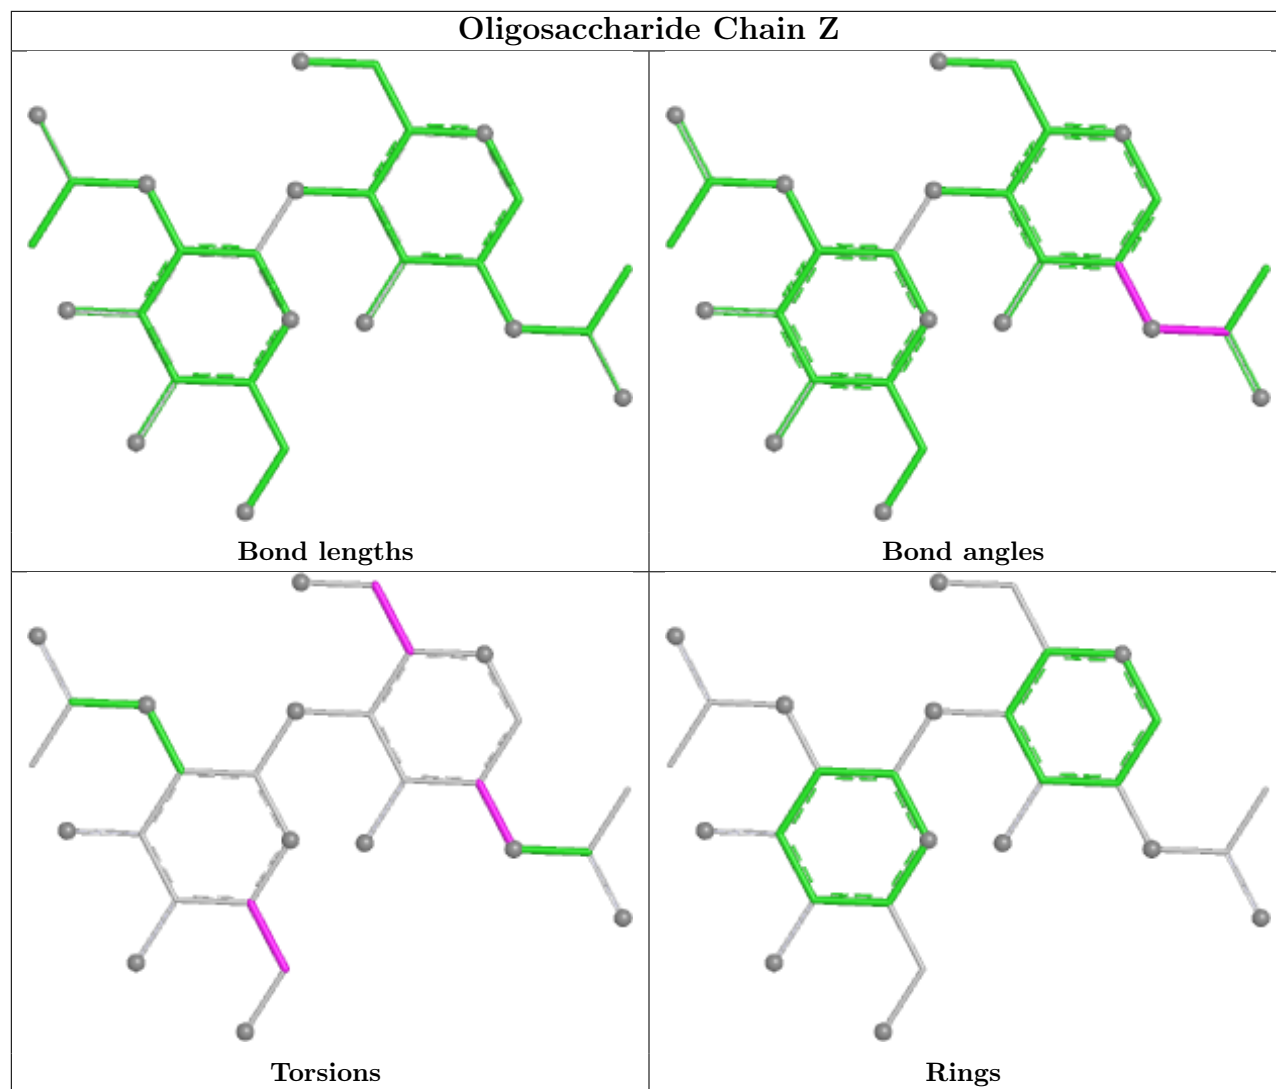 Oligosaccharide Chain Z
Bond lengths
Bond angles
Torsions
Rings